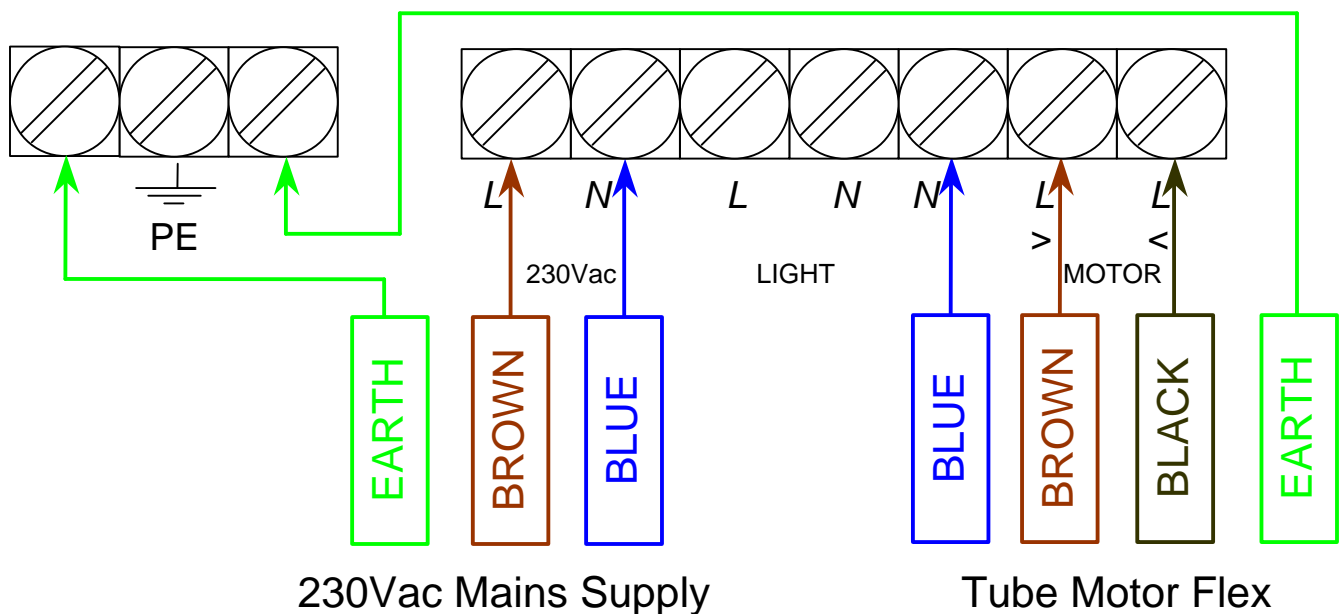 L N L N N L L
PE
> <
230Vac LIGHT MOTOR
EARTH
BROWN
BLUE
BLUE
BROWN
BLACK
EARTH
230Vac Mains Supply
Tube Motor Flex